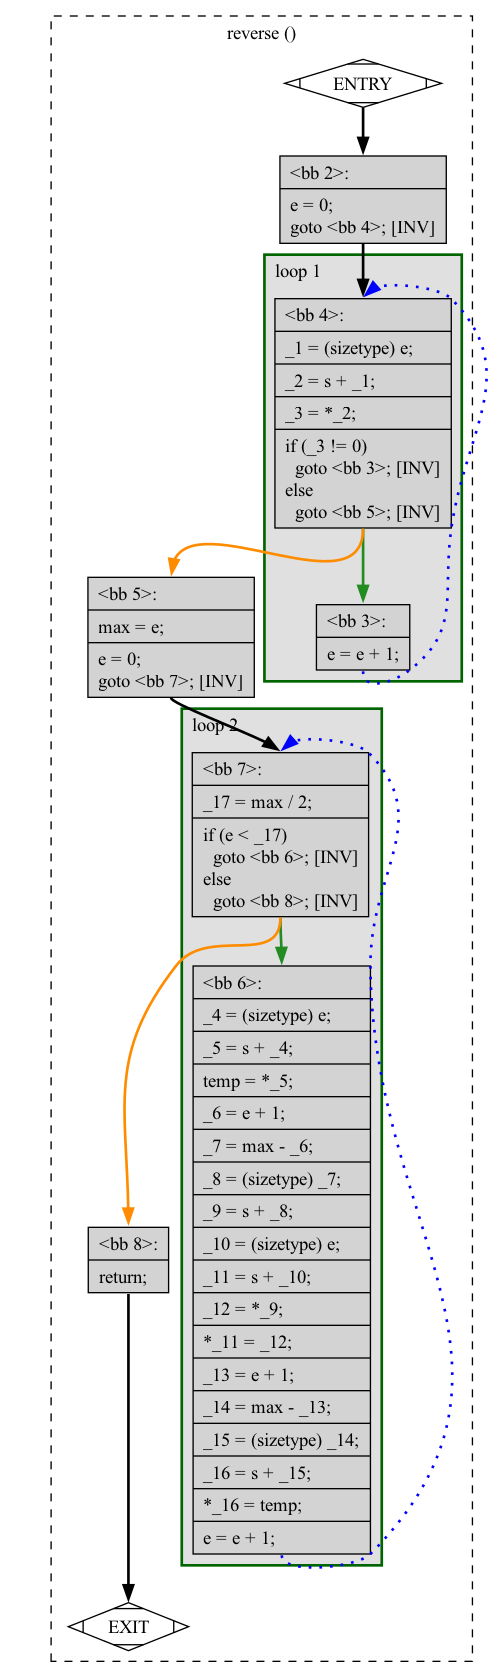 reverse ()
ENTRY
<bb 2>:
e = 0;
goto <bb 4>; [INV]
loop 1
<bb 4>:
_1 = (sizetype) e;
_2 = s + _1;
_3 = *_2;
if (_3 != 0)
goto <bb 3>; [INV]
else
goto <bb 5>; [INV]
<bb 3>:
e = e + 1;
<bb 5>:
max = e;
e = 0;
goto <bb 7>; [INV]
loop 2
<bb 7>:
_17 = max / 2;
if (e < _17)
goto <bb 6>; [INV]
else
goto <bb 8>; [INV]
<bb 6>:
_4 = (sizetype) e;
_5 = s + _4;
temp = *_5;
_6 = e + 1;
_7 = max - _6;
_8 = (sizetype) _7;
_9 = s + _8;
_10 = (sizetype) e;
_11 = s + _10;
_12 = *_9;
*_11 = _12;
_13 = e + 1;
_14 = max - _13;
_15 = (sizetype) _14;
_16 = s + _15;
*_16 = temp;
e = e + 1;
<bb 8>:
return;
EXIT